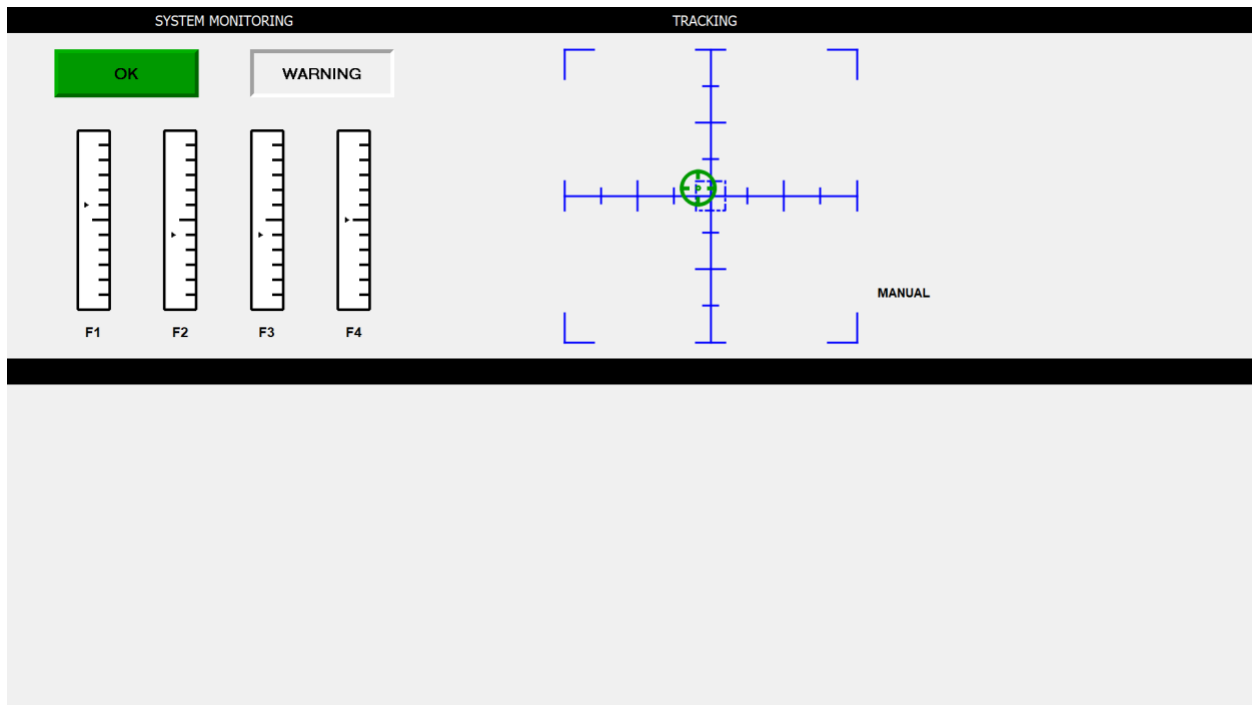 SYSTEM MONITORING
TRACKING
OK
WARNING
F1
F2
F3
F4
MANUAL